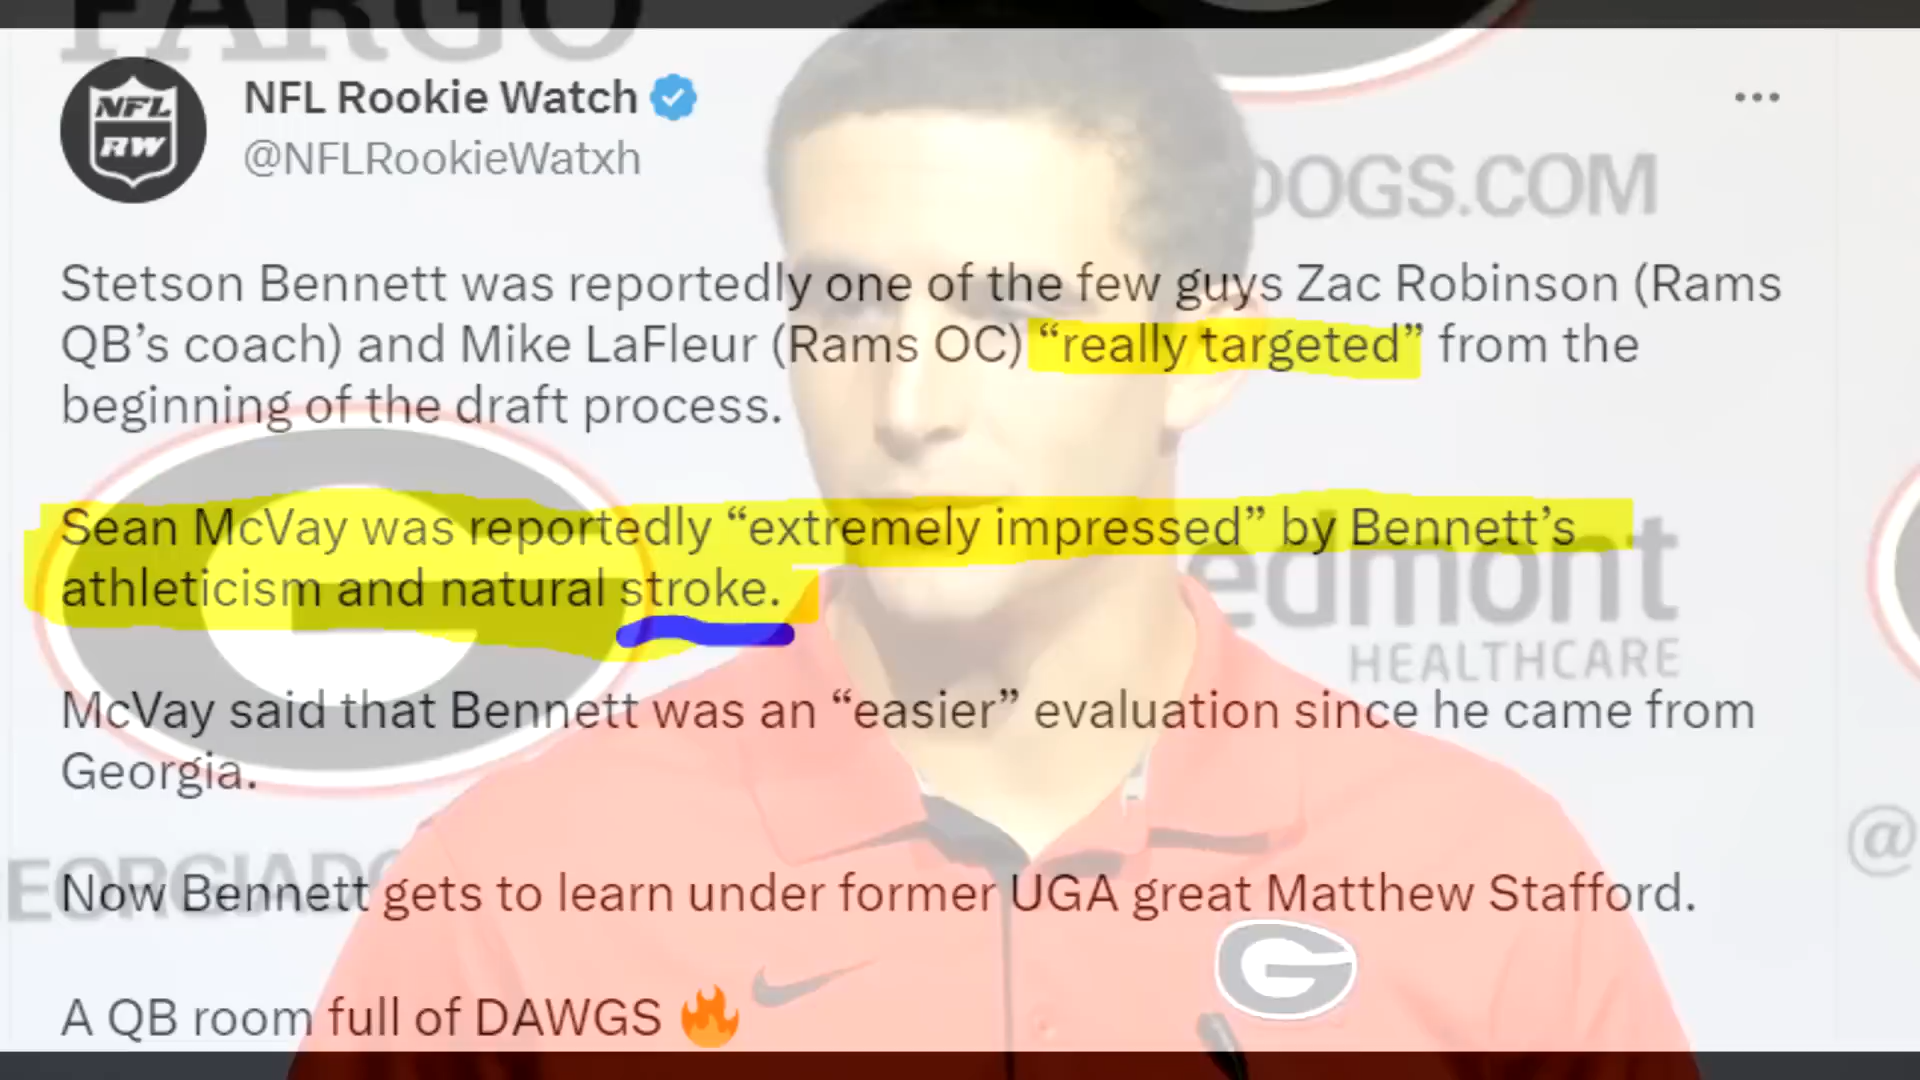 FARGO
NFL Rookie Watch
@NFLRookieWatxh
NFL
RW
DOGS.COM
Stetson Bennett was reportedly one of the few guys Zac Robinson (Rams
QB’s coach) and Mike LaFleur (Rams OC) “really targeted” from the
beginning of the draft process.
Sean McVay was reportedly “extremely impressed” by Bennett’s
athleticism and natural stroke.
edmont
HEALTHCARE
McVay said that Bennett was an “easier” evaluation since he came from
Georgia.
@
EORGIADO
Now Bennett gets to learn under former UGA great Matthew Stafford.
G
A QB room full of DAWGS 🔥